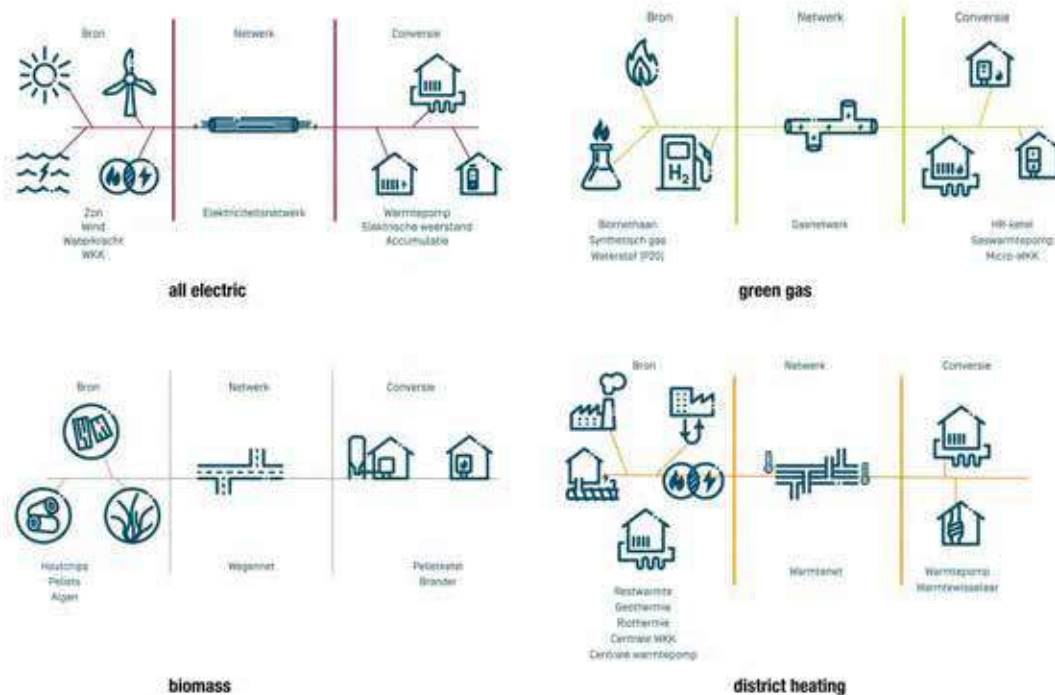 Bron
Netwerk
Conversie
Zon
Wind
Waterkracht
WKK
Elektriciteitsnetwerk
Warmtepomp
Elektrische weerstand
Accumulatie
all electric
Bron
Netwerk
Conversie
H2
Biomethaan
Synthetisch gas
Waterstof (P2G)
Gasnetwerk
HR-ketel
Gaswarmtepomp
Micro-WKK
green gas
Bron
Netwerk
Conversie
Houtchips
Pellets
Algen
Wegennet
Pelletketel
Brander
biomass
Bron
Netwerk
Conversie
Restwarmte
Geothermie
Riothermie
Centrale WKK
Centrale warmtepomp
Warmtenet
Warmtepomp
Warmtewisselaar
district heating